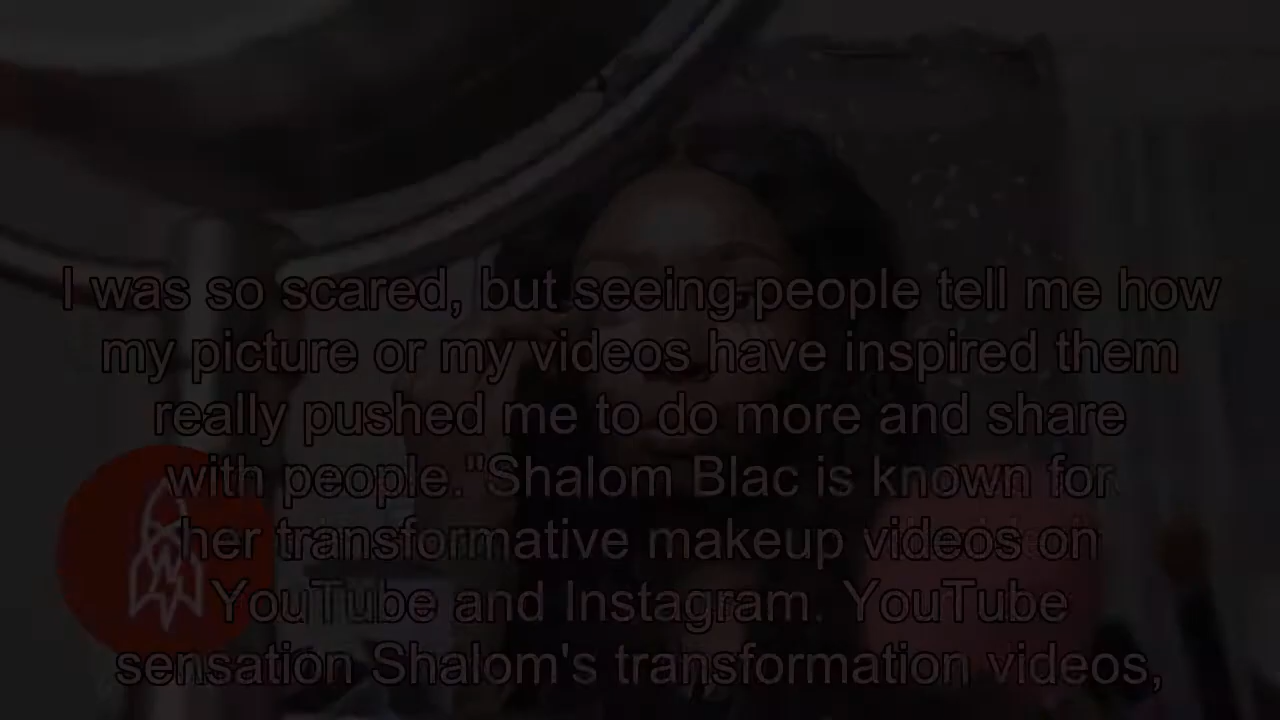 I was so scared, but seeing people tell me how
my picture or my videos have inspired them
really pushed me to do more and share
with people."Shalom Blac is known for
her transformative makeup videos on
YouTube and Instagram. YouTube
sensation Shalom's transformation videos,